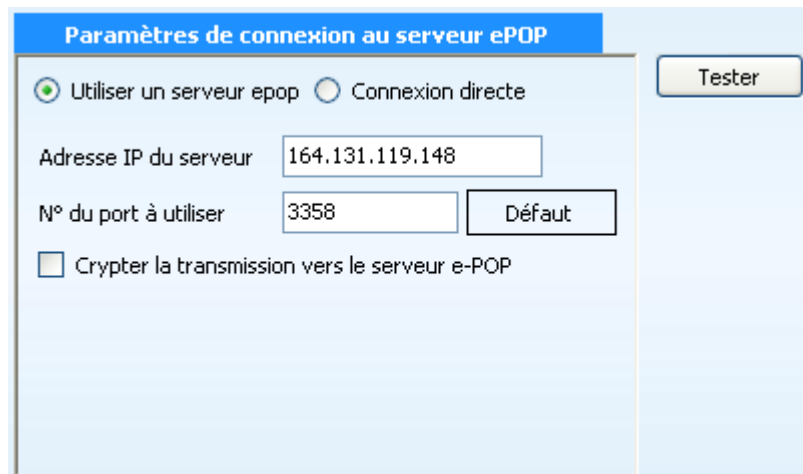 Paramètres de connexion au serveur ePOP
Tester
Utiliser un serveur epop Connexion directe
Adresse IP du serveur 164.131.119.148
N° du port à utiliser 3358 Défaut
Crypter la transmission vers le serveur e-POP